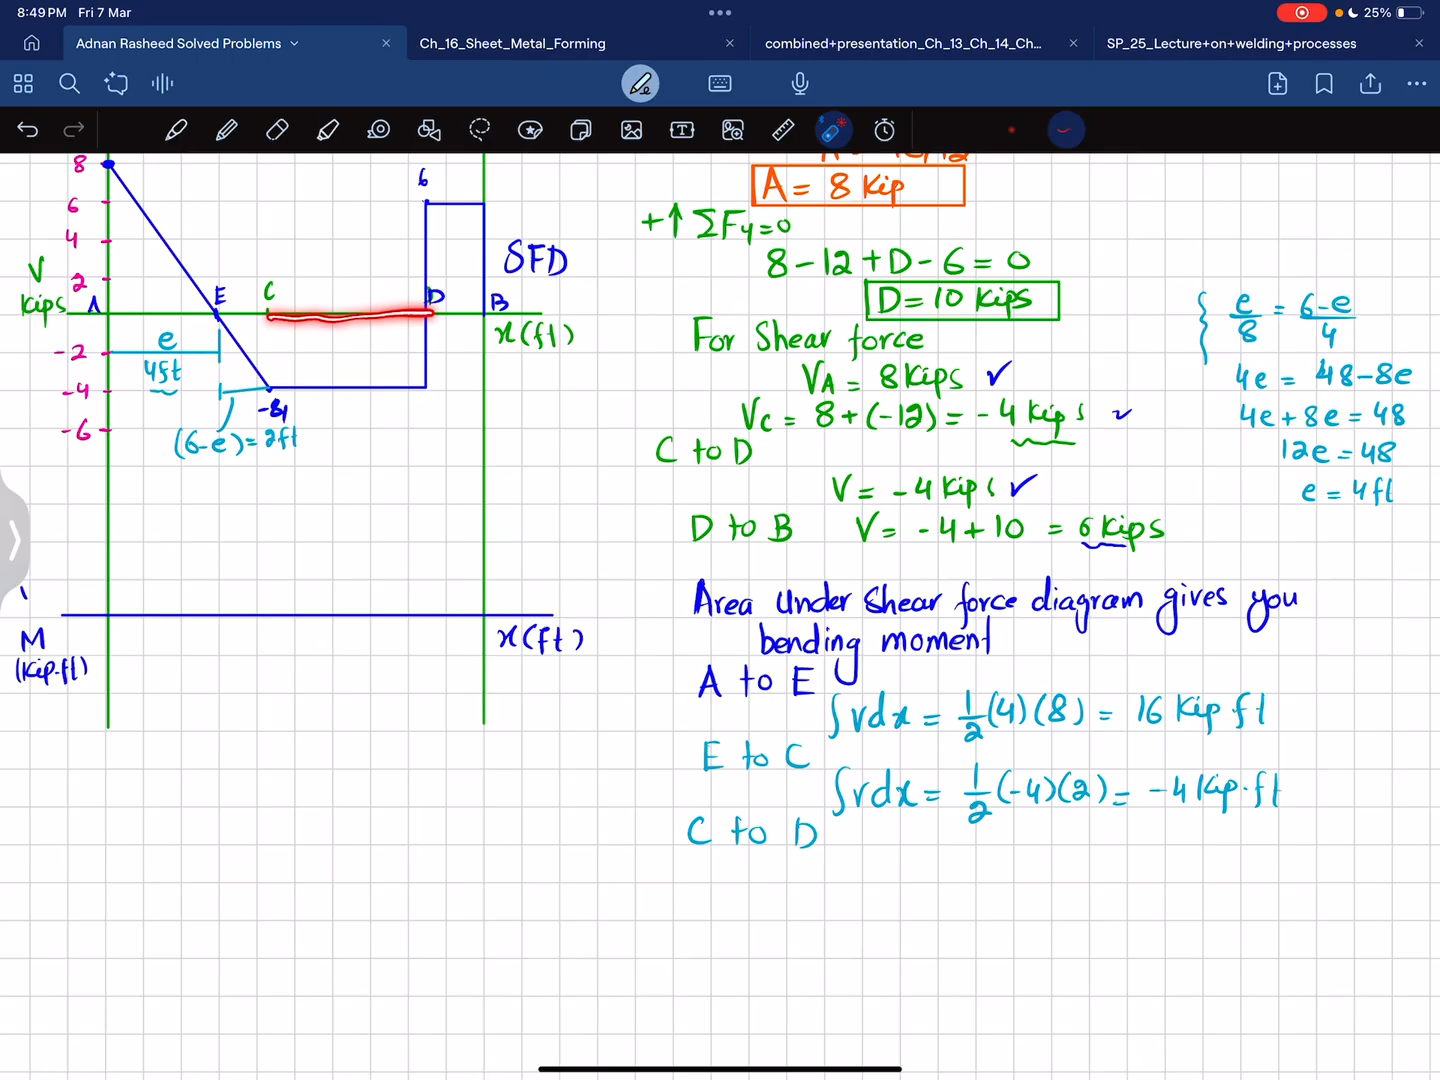 8:49 PM Fri 7 Mar
25%
Adnan Rasheed Solved Problems
Ch_16_Sheet_Metal_Forming
combined+presentation_Ch_13_Ch_14_Ch...
SP_25_Lecture+on+welding+processes
8
6
4
2
V
kips
A
-2
-4
-6
E
C
6
D
B
SFD
x(ft)
e
4ft
(6-e)=2ft
M
(kip.ft)
x(ft)
A = 8 Kip
+↑ ΣFy=0
8-12+D-6=0
D=10 Kips
For Shear force
VA = 8Kips ✓
Vc = 8+(-12) = -4 Kips ✓
C to D
V= -4Kips ✓
D to B V= -4+10 = 6 Kips
e/8 = 6-e/4
4e = 48-8e
4e+8e=48
12e=48
e=4ft
Area Under Shear force diagram gives you
bending moment
A to E
∫vdx = 1/2(4)(8) = 16 Kip ft
E to C
∫vdx = 1/2(-4)(2) = -4 Kip.ft
C to D